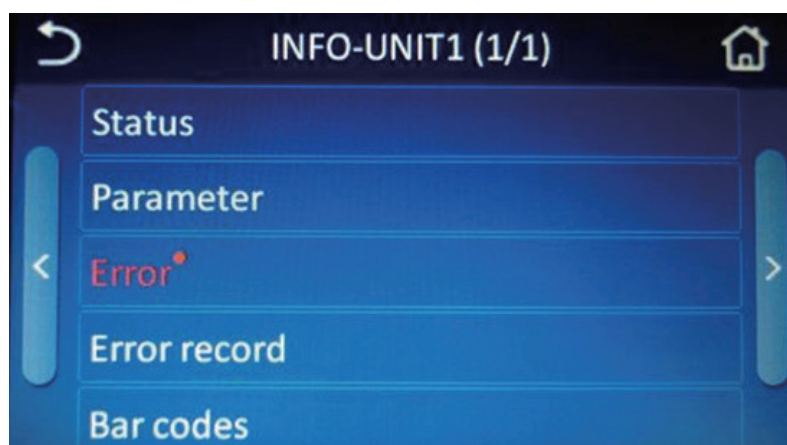 INFO-UNIT1 (1/1)
Status
Parameter
Error
Error record
Bar codes